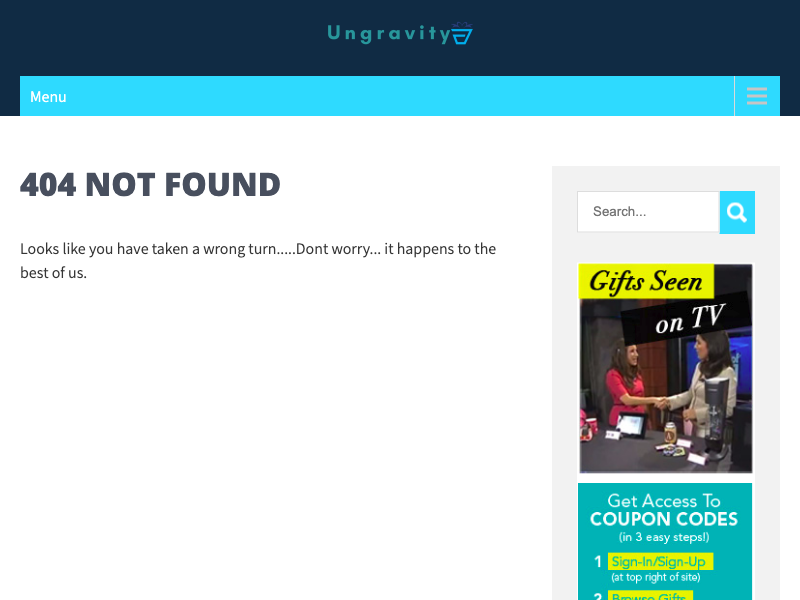 Ungravity
Menu
404 NOT FOUND
Looks like you have taken a wrong turn.....Dont worry... it happens to the
best of us.
Search...
Gifts Seen
on TV
Get Access To
COUPON CODES
(in 3 easy steps!)
1 Sign-In/Sign-Up
(at top right of site)
2 Browse Gifts